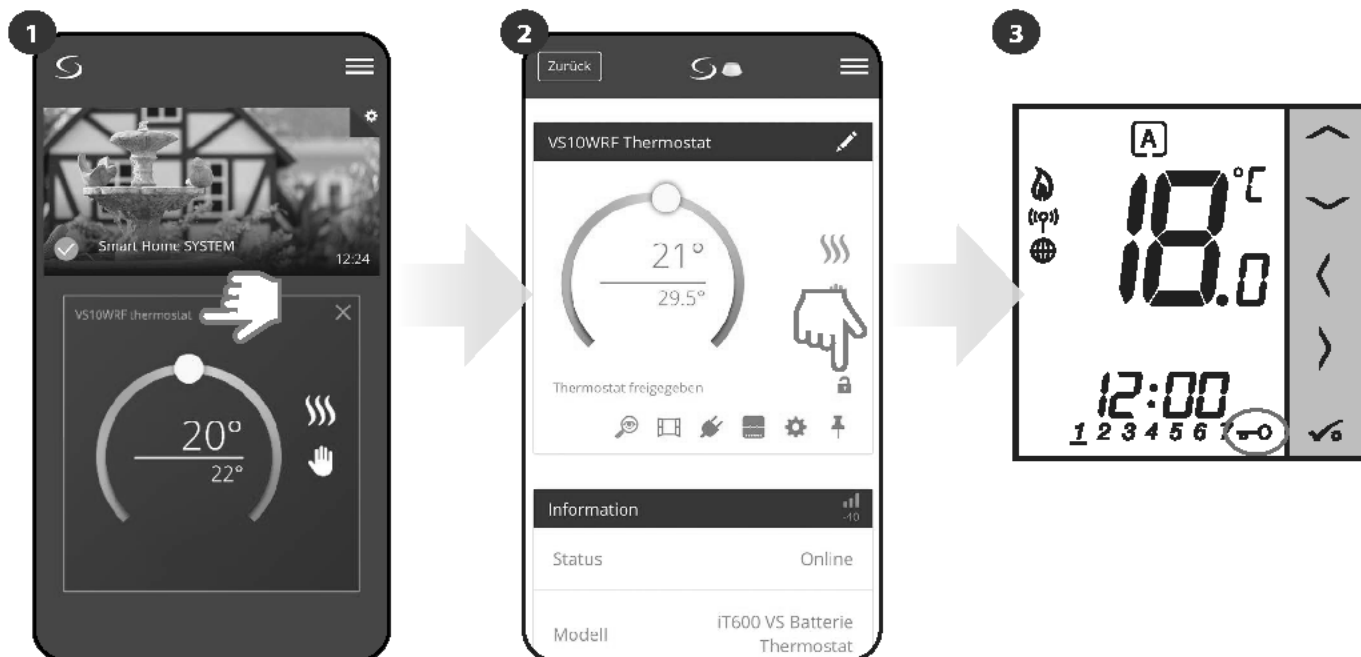 1
Smart Home SYSTEM
12:24
VS10WRF thermostat
20°
22°
2
Zurück
VS10WRF Thermostat
21°
29.5°
Thermostat freigegeben
Information
-40
Status Online
Modell iT600 VS Batterie
Thermostat
3
A
18.0 °C
12:00
1 2 3 4 5 6 7